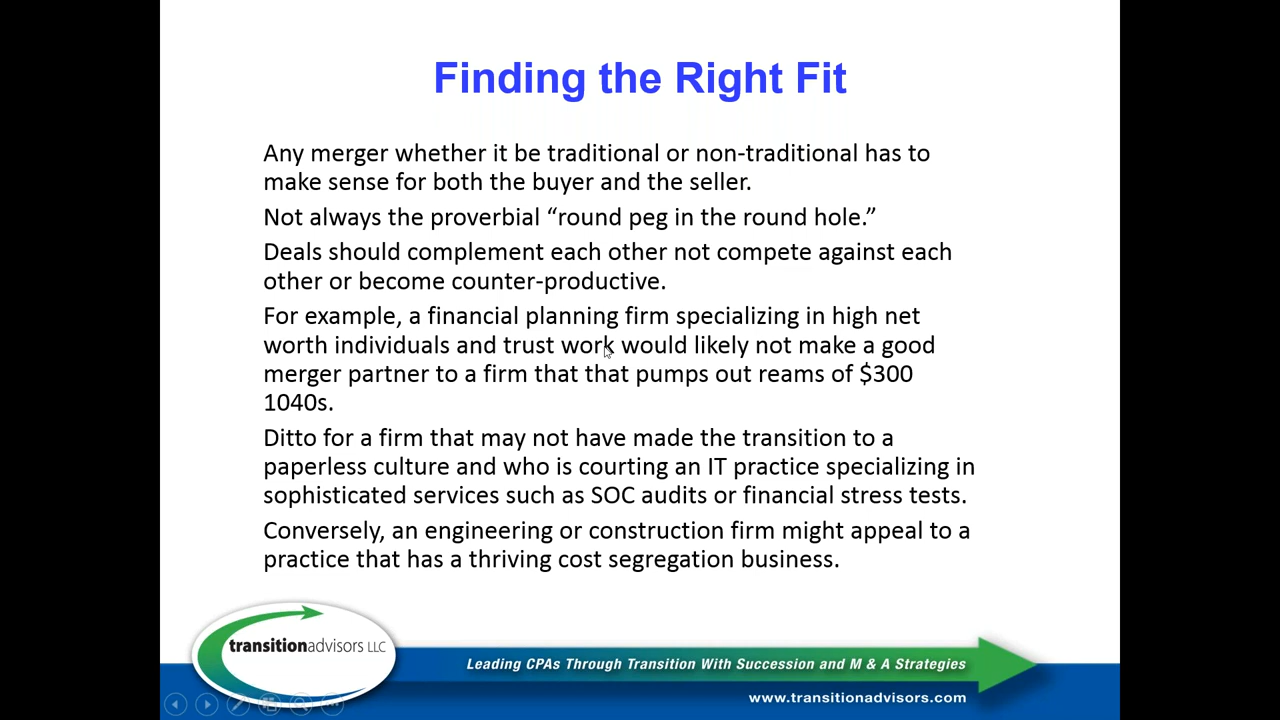 Finding the Right Fit
Any merger whether it be traditional or non-traditional has to
make sense for both the buyer and the seller.
Not always the proverbial “round peg in the round hole.”
Deals should complement each other not compete against each
other or become counter-productive.
For example, a financial planning firm specializing in high net
worth individuals and trust work would likely not make a good
merger partner to a firm that that pumps out reams of $300
1040s.
Ditto for a firm that may not have made the transition to a
paperless culture and who is courting an IT practice specializing in
sophisticated services such as SOC audits or financial stress tests.
Conversely, an engineering or construction firm might appeal to a
practice that has a thriving cost segregation business.
transitionadvisors LLC
Leading CPAs Through Transition With Succession and M & A Strategies
www.transitionadvisors.com